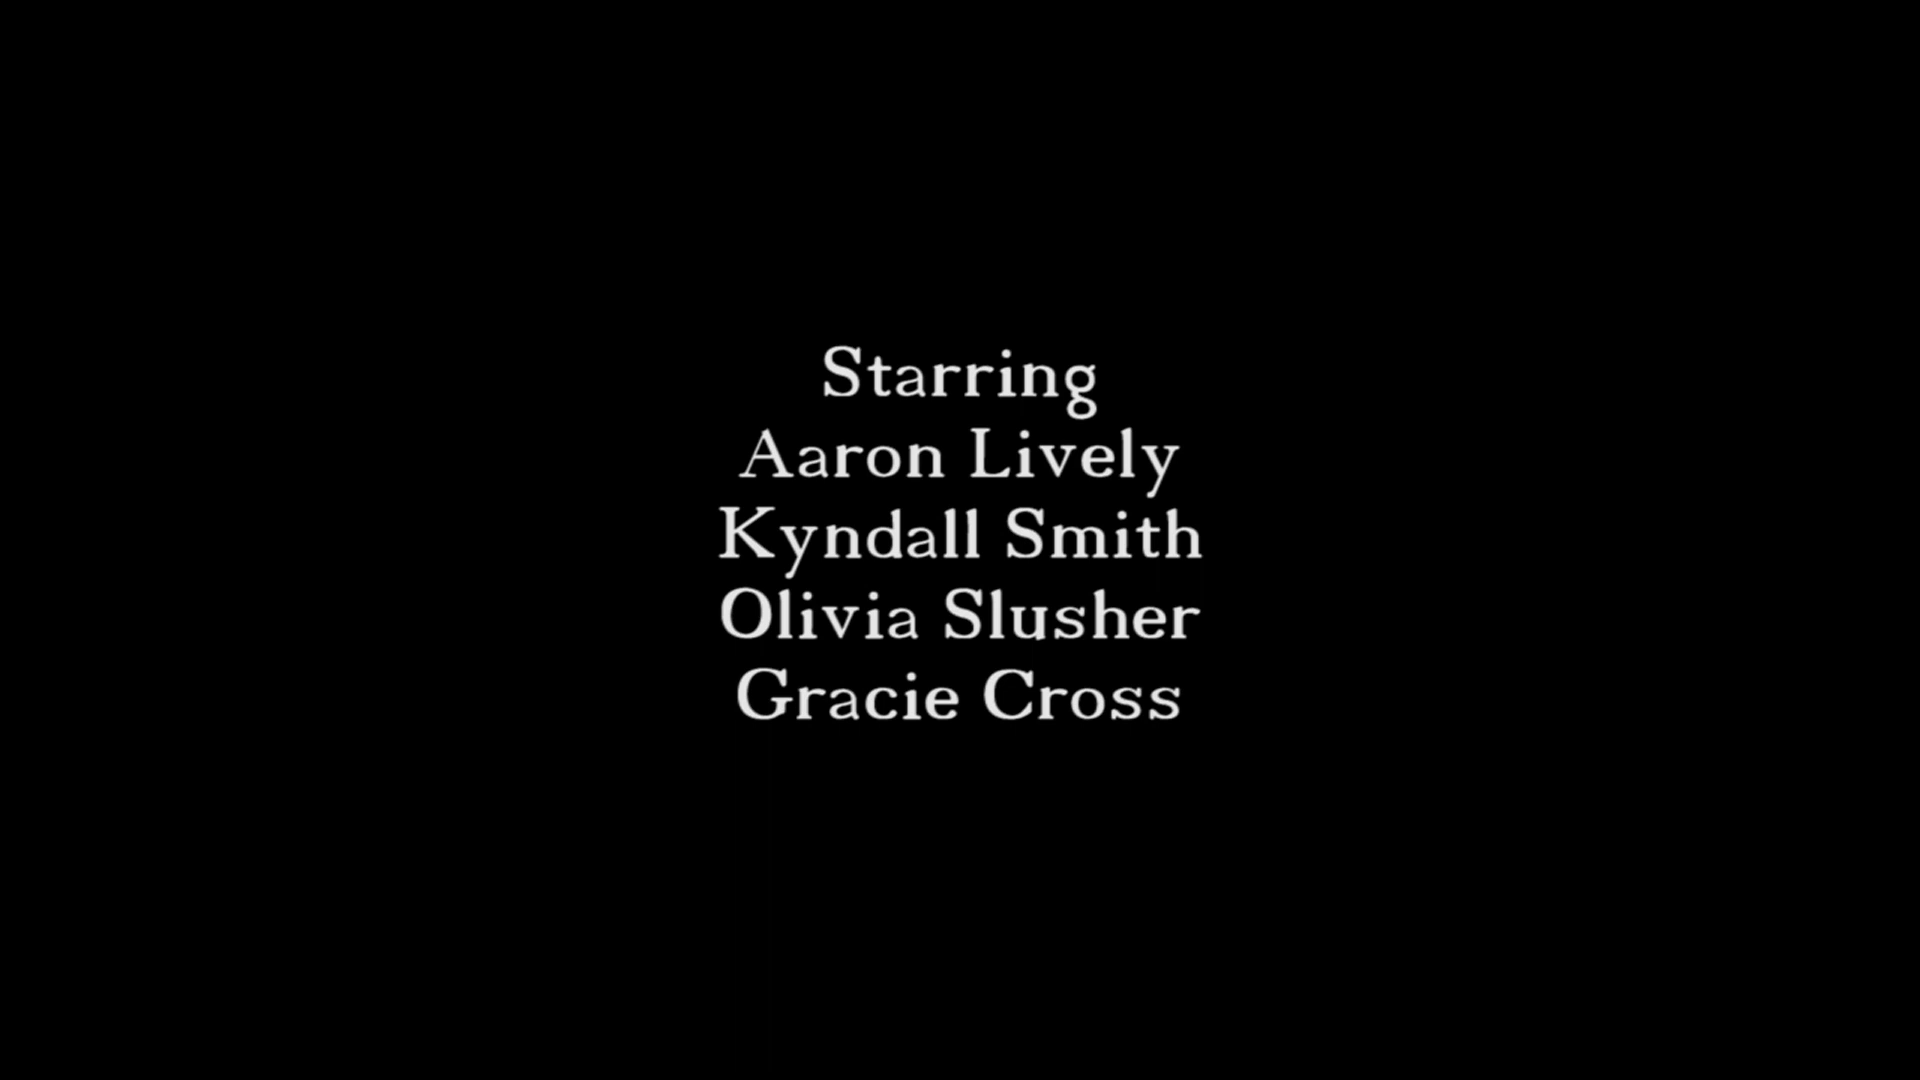 Starring
Aaron Lively
Kyndall Smith
Olivia Slusher
Gracie Cross